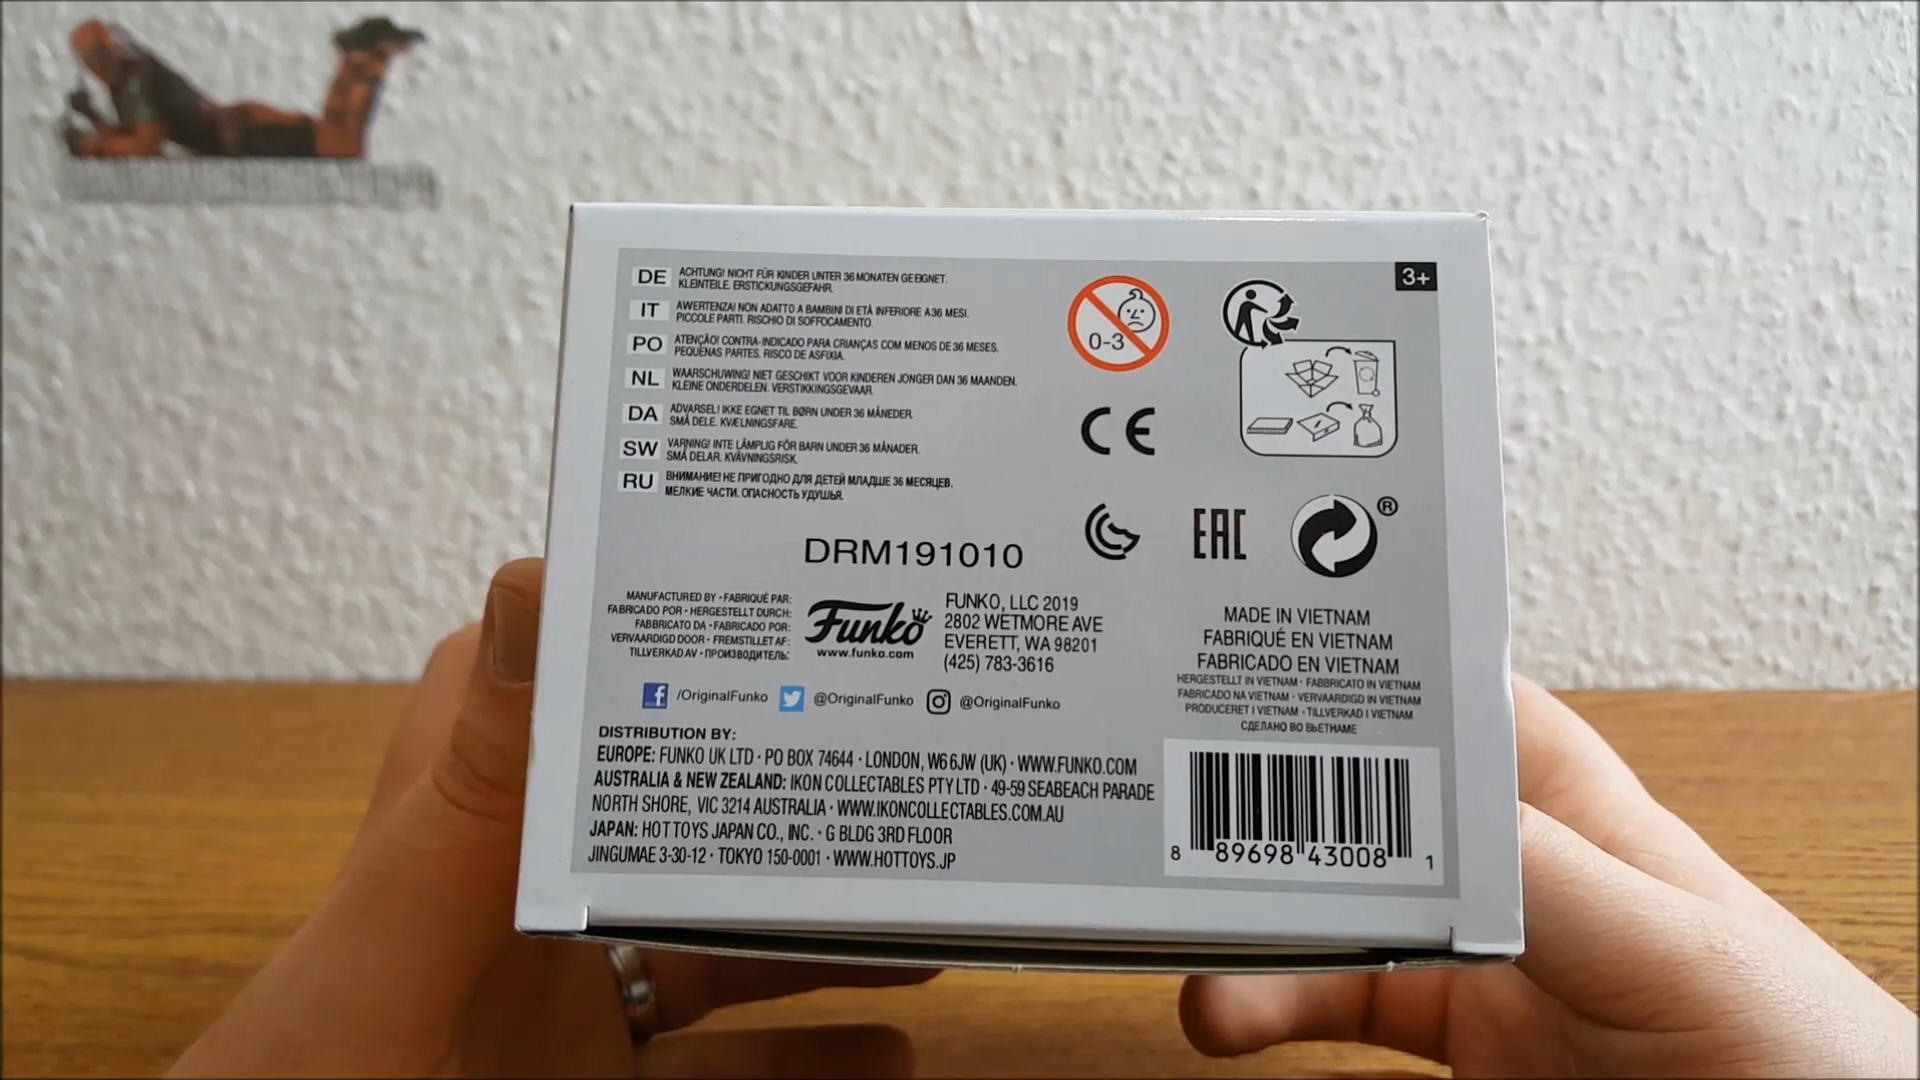 DE ACHTUNG! NICHT FÜR KINDER UNTER 36 MONATEN GEEIGNET.
KLEINTEILE. ERSTICKUNGSGEFAHR.
IT AWERTENZA! NON ADATTO A BAMBINI DI ETÀ INFERIORE A 36 MESI.
PICCOLE PARTI. RISCHIO DI SOFFOCAMENTO.
PO ATENÇÃO! CONTRA-INDICADO PARA CRIANÇAS COM MENOS DE 36 MESES.
PEQUENAS PARTES. RISCO DE ASFIXIA.
NL WAARSCHUWING! NIET GESCHIKT VOOR KINDEREN JONGER DAN 36 MAANDEN.
KLEINE ONDERDELEN. VERSTIKKINGSGEVAAR.
DA ADVARSEL! IKKE EGNET TIL BØRN UNDER 36 MÅNEDER.
SMÅ DELE. KVÆLNINGSFARE.
SW VARNING! INTE LÄMPLIG FÖR BARN UNDER 36 MÅNADER.
SMÅ DELAR. KVÄVNINGSRISK.
RU ВНИМАНИЕ! НЕ ПРИГОДНО ДЛЯ ДЕТЕЙ МЛАДШЕ 36 МЕСЯЦЕВ.
МЕЛКИЕ ЧАСТИ. ОПАСНОСТЬ УДУШЬЯ.
0-3
3+
CE
EAC
®
DRM191010
MANUFACTURED BY • FABRIQUÉ PAR:
FABRICADO POR • HERGESTELLT DURCH:
FABBRICATO DA • FABRICADO POR:
VERVAARDIGD DOOR • FREMSTILLET AF:
TILLVERKAD AV • ПРОИЗВОДИТЕЛЬ:
Funko
www.funko.com
FUNKO, LLC 2019
2802 WETMORE AVE
EVERETT, WA 98201
(425) 783-3616
MADE IN VIETNAM
FABRIQUÉ EN VIETNAM
FABRICADO EN VIETNAM
HERGESTELLT IN VIETNAM • FABBRICATO IN VIETNAM
FABRICADO NA VIETNAM • VERVAARDIGD IN VIETNAM
PRODUCERET I VIETNAM • TILLVERKAD I VIETNAM
СДЕЛАНО ВО ВЬЕТНАМЕ
f /OriginalFunko @OriginalFunko @OriginalFunko
DISTRIBUTION BY:
EUROPE: FUNKO UK LTD • PO BOX 74644 • LONDON, W6 6JW (UK) • WWW.FUNKO.COM
AUSTRALIA & NEW ZEALAND: IKON COLLECTABLES PTY LTD • 49-59 SEABEACH PARADE
NORTH SHORE, VIC 3214 AUSTRALIA • WWW.IKONCOLLECTABLES.COM.AU
JAPAN: HOT TOYS JAPAN CO., INC. • G BLDG 3RD FLOOR
JINGUMAE 3-30-12 • TOKYO 150-0001 • WWW.HOTTOYS.JP
8 89698 43008 1